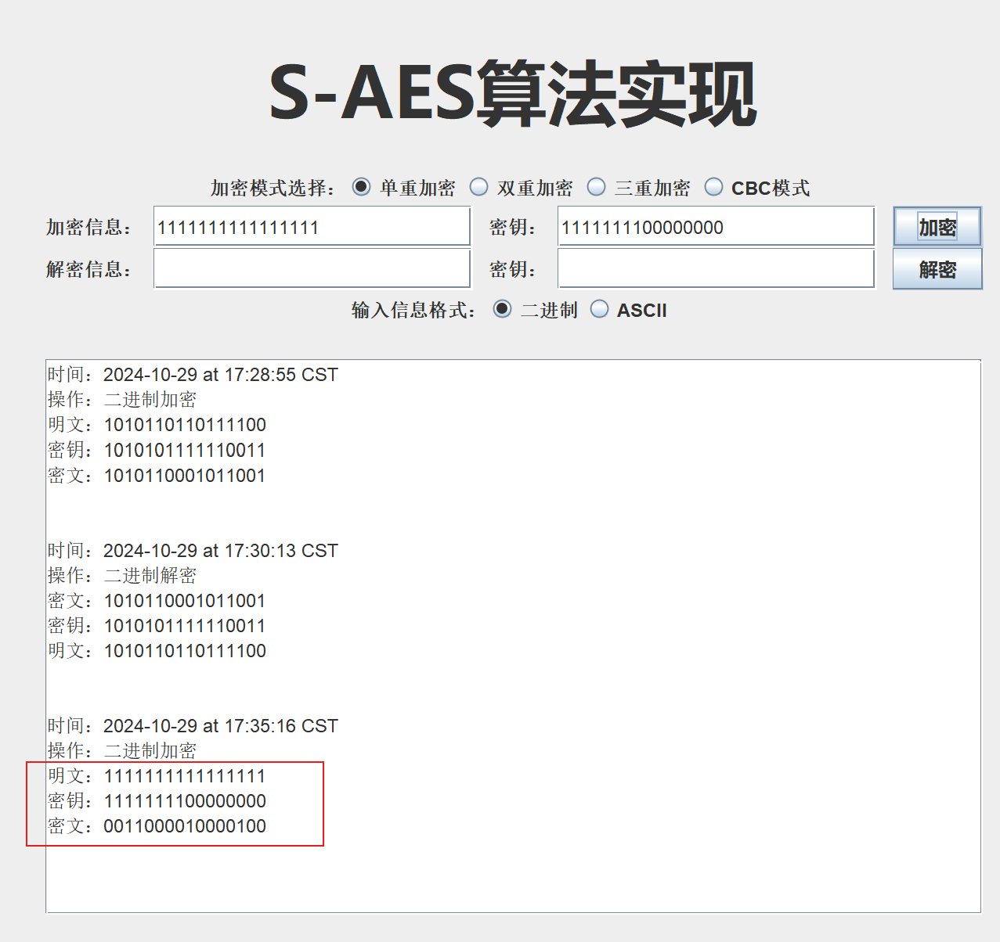 S-AES算法实现
加密模式选择： 单重加密 双重加密 三重加密 CBC模式
加密信息： 1111111111111111 密钥： 1111111100000000 加密
解密信息： 密钥： 解密
输入信息格式： 二进制 ASCII
时间：2024-10-29 at 17:28:55 CST
操作：二进制加密
明文：1010110110111100
密钥：1010101111110011
密文：1010110001011001
时间：2024-10-29 at 17:30:13 CST
操作：二进制解密
密文：1010110001011001
密钥：1010101111110011
明文：1010110110111100
时间：2024-10-29 at 17:35:16 CST
操作：二进制加密
明文：1111111111111111
密钥：1111111100000000
密文：0011000010000100